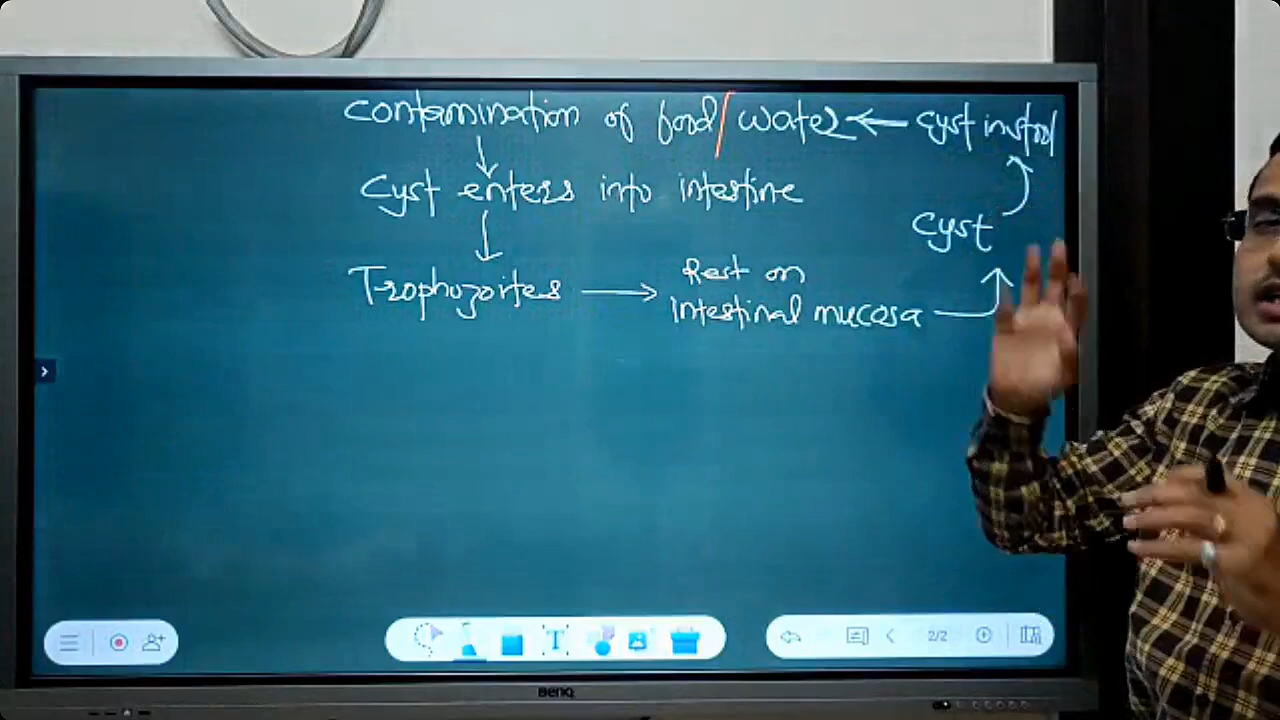 Contamination of food/water ← cyst in stool
Cyst enters into intestine
Cyst
Trophozoites → Rest on
Intestinal mucosa
T
2/2
BenQ